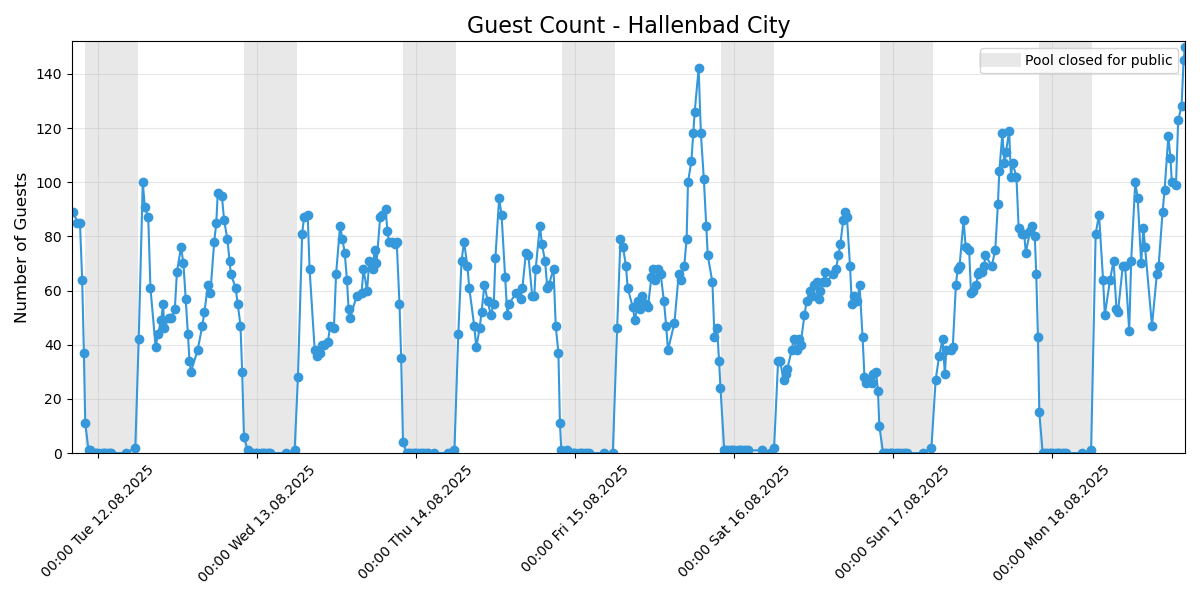 Guest Count - Hallenbad City
Pool closed for public
Number of Guests
140
120
100
80
60
40
20
0
00:00 Tue 12.08.2025
00:00 Wed 13.08.2025
00:00 Thu 14.08.2025
00:00 Fri 15.08.2025
00:00 Sat 16.08.2025
00:00 Sun 17.08.2025
00:00 Mon 18.08.2025